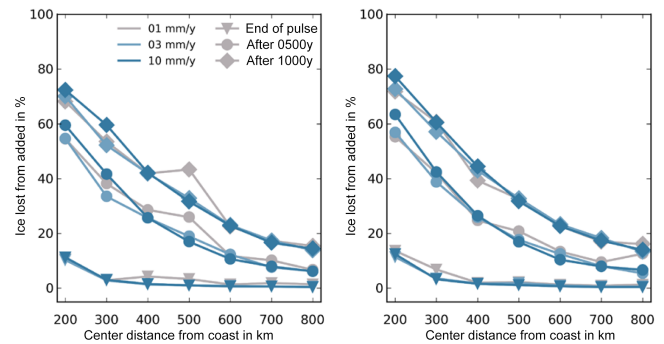 100
80
60
40
20
0
Ice lost from added in %
01 mm/y
03 mm/y
10 mm/y
End of pulse
After 0500y
After 1000y
200 300 400 500 600 700 800
Center distance from coast in km
100
80
60
40
20
0
Ice lost from added in %
200 300 400 500 600 700 800
Center distance from coast in km